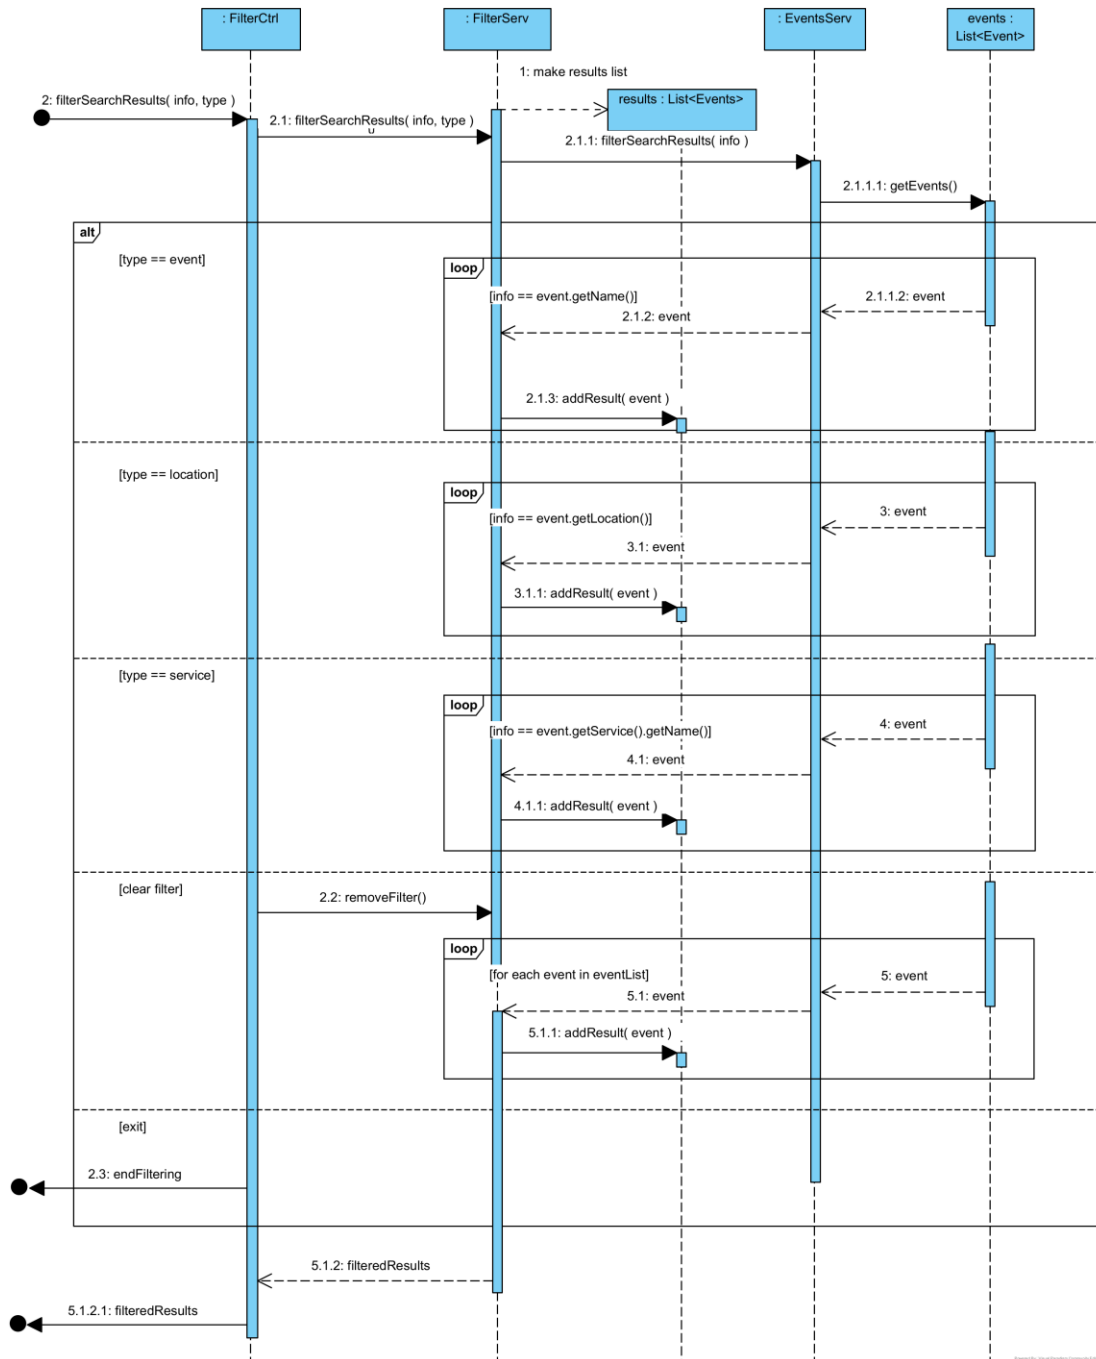 : FilterCtrl
: FilterServ
: EventsServ
events :
List<Event>
1: make results list
2: filterSearchResults( info, type )
results : List<Events>
2.1: filterSearchResults( info, type )
2.1.1: filterSearchResults( info )
2.1.1.1: getEvents()
alt
[type == event]
loop
[info == event.getName()]
2.1.1.2: event
2.1.2: event
2.1.3: addResult( event )
[type == location]
loop
[info == event.getLocation()]
3: event
3.1: event
3.1.1: addResult( event )
[type == service]
loop
[info == event.getService().getName()]
4: event
4.1: event
4.1.1: addResult( event )
[clear filter]
2.2: removeFilter()
loop
[for each event in eventList]
5: event
5.1: event
5.1.1: addResult( event )
[exit]
2.3: endFiltering
5.1.2: filteredResults
5.1.2.1: filteredResults